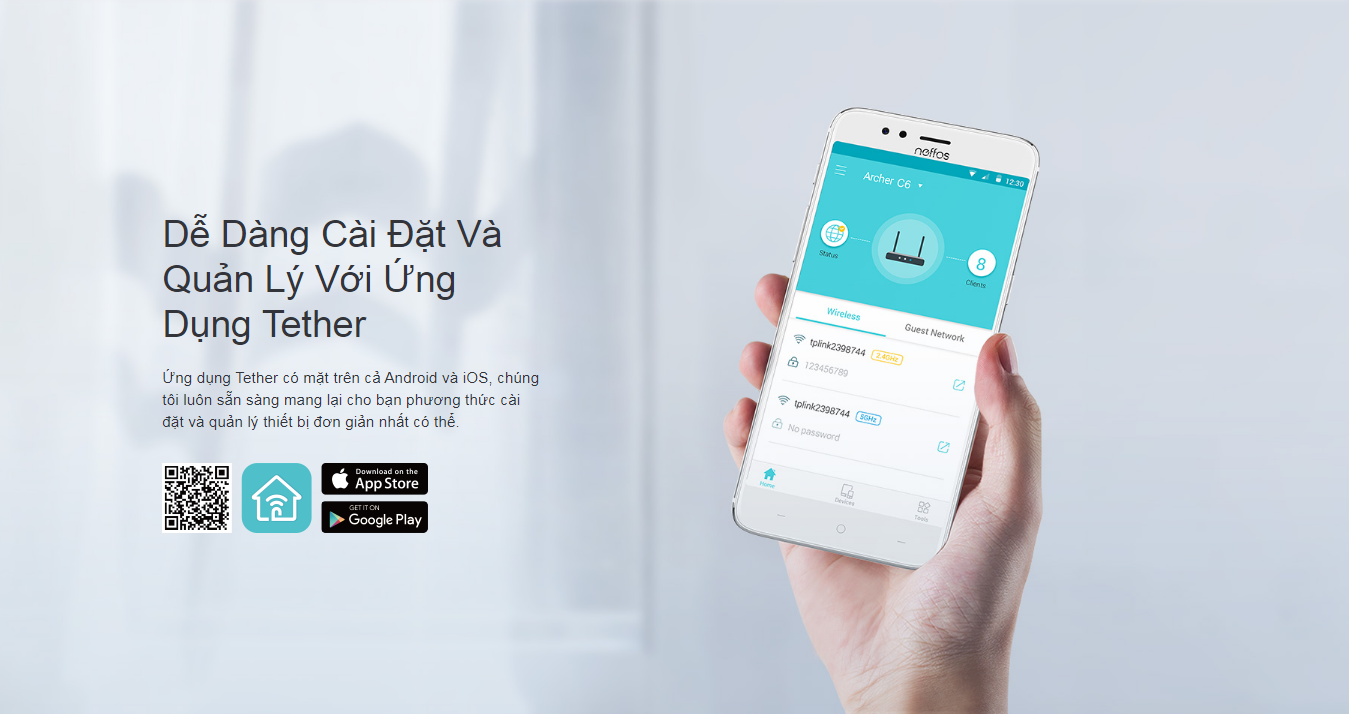 Dễ Dàng Cài Đặt Và
Quản Lý Với Ứng
Dụng Tether
Ứng dụng Tether có mặt trên cả Android và iOS, chúng
tôi luôn sẵn sàng mang lại cho bạn phương thức cài
đặt và quản lý thiết bị đơn giản nhất có thể.
Download on the
App Store
GET IT ON
Google Play
neffos
12:30
Archer C6
Status
8
Clients
Wireless
Guest Network
tplink2398744 2.4GHz
123456789
tplink2398744 5GHz
No password
Home
Devices
Tools